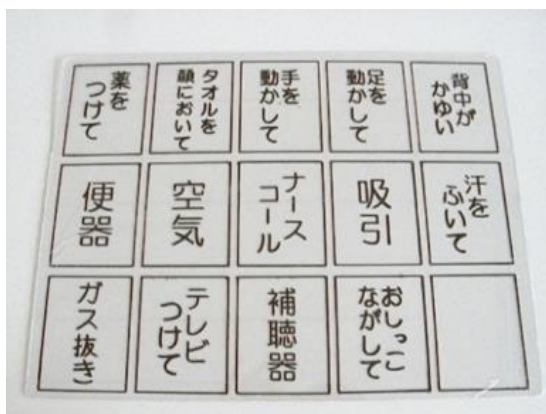 背中が
かゆい
足を
動かして
手を
動かして
タオルを
顔において
薬を
つけて
汗を
ふいて
吸引
ナース
コール
空気
便器
おしっこ
ながして
補聴器
テレビ
つけて
ガス抜き